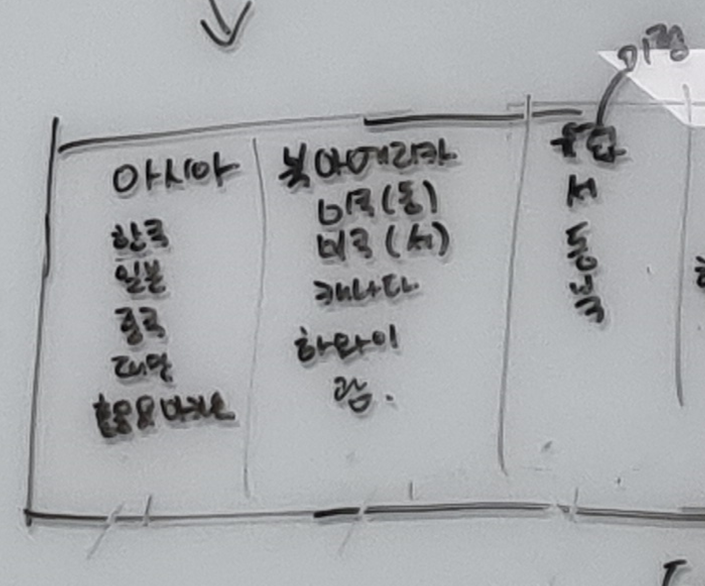 미정
아시아
한국
일본
중국
대만
홍콩&마카오
북아메리카
미국(동)
미국(서)
캐나다
하와이
괌.
유럽
서
동
북